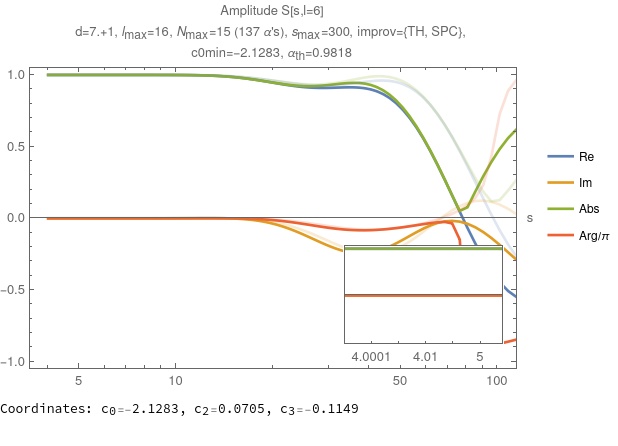 Amplitude S[s,l=6]
d=7.+1, lmax=16, Nmax=15 (137 α's), smax=300, improv={TH, SPC},
c0min=-2.1283, αth=0.9818
1.0
0.5
0.0
-0.5
-1.0
5
10
50
100
s
4.0001
4.01
5
Re
Im
Abs
Arg/π
Coordinates: c0=-2.1283, c2=0.0705, c3=-0.1149